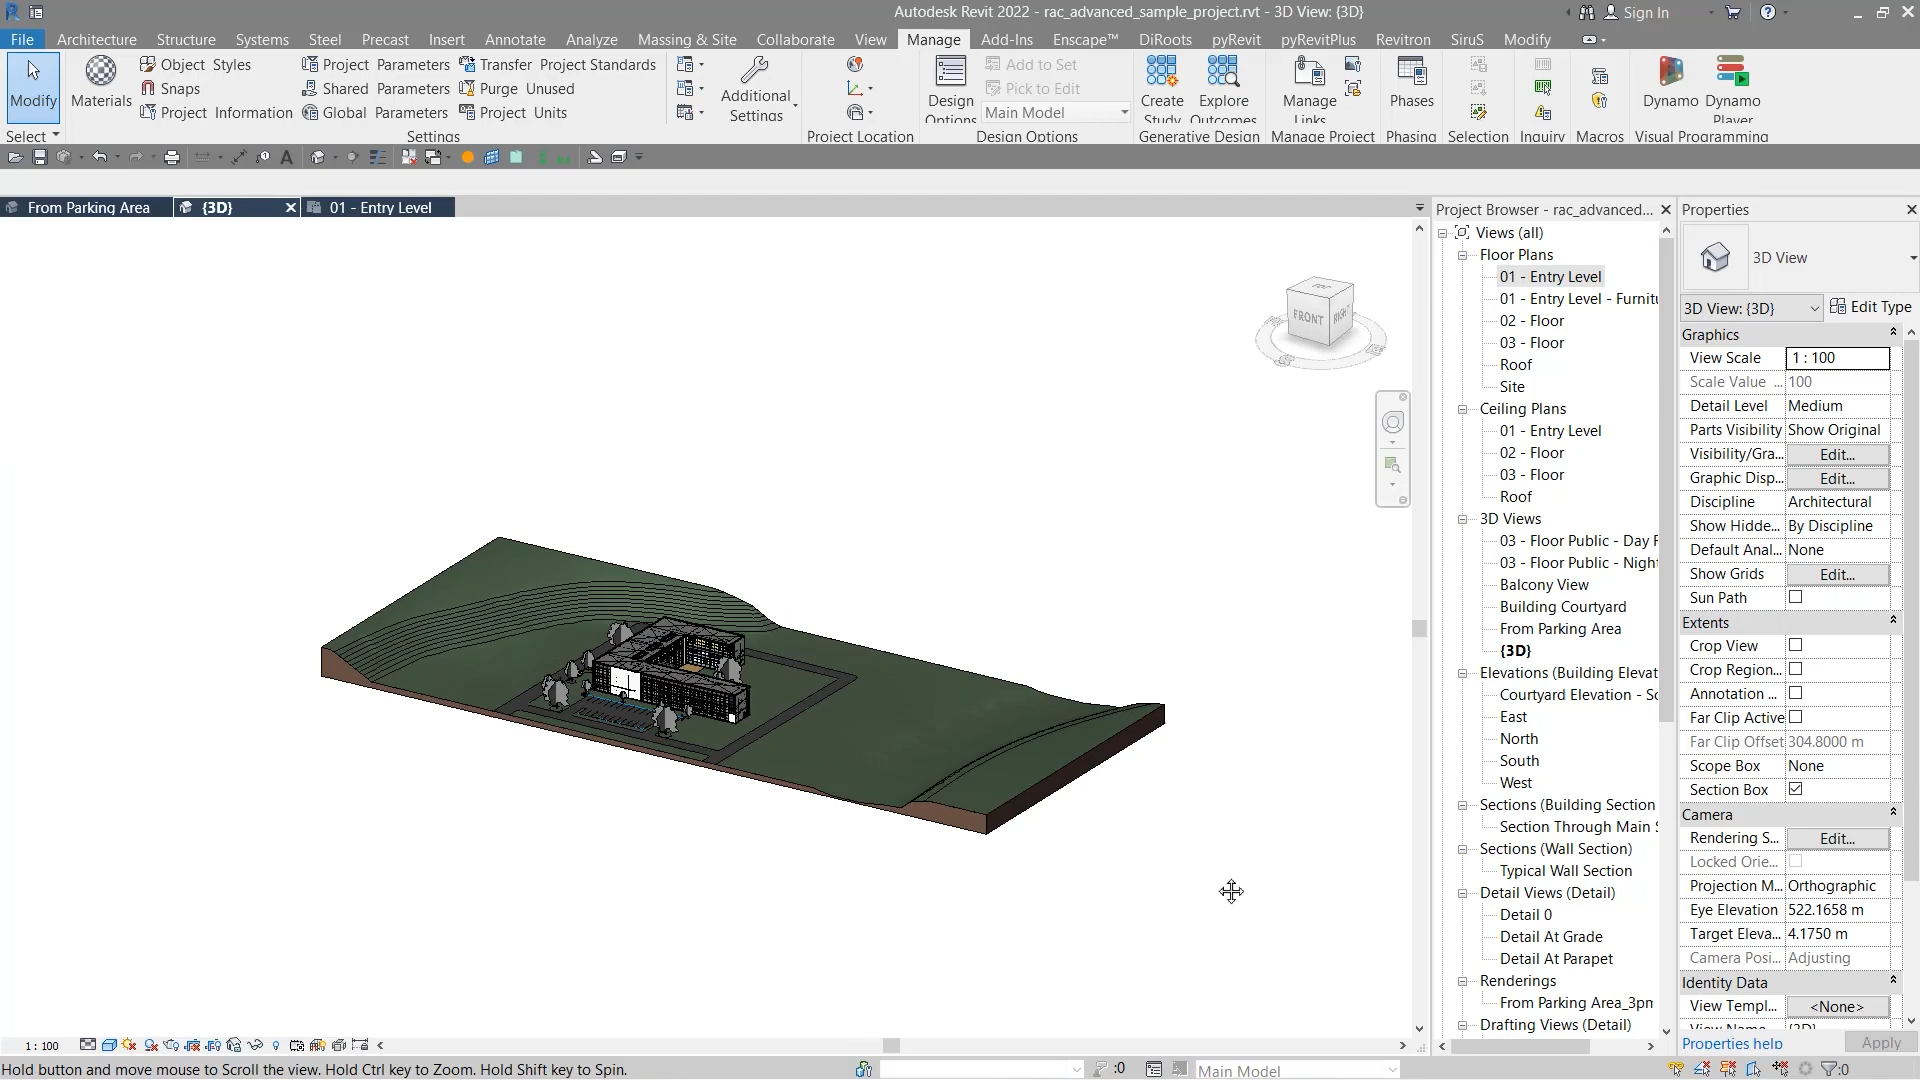 Autodesk Revit 2022 - rac_advanced_sample_project.rvt - 3D View: {3D}
Sign In
File Architecture Structure Systems Steel Precast Insert Annotate Analyze Massing & Site Collaborate View Manage Add-Ins Enscape™ DiRoots pyRevit pyRevitPlus Revitron SiruS Modify
Modify
Materials
Object Styles
Snaps
Project Information
Project Parameters
Shared Parameters
Global Parameters
Transfer Project Standards
Purge Unused
Project Units
Additional
Settings
Design
Options
Add to Set
Pick to Edit
Main Model
Create
Study
Explore
Outcomes
Manage
Links
Phases
Dynamo
Dynamo
Player
Select
Settings
Project Location
Design Options
Generative Design
Manage Project
Phasing
Selection
Inquiry
Macros
Visual Programming
From Parking Area
{3D}
01 - Entry Level
TOP
FRONT
RIGHT
Project Browser - rac_advanced...
Views (all)
Floor Plans
01 - Entry Level
01 - Entry Level - Furnitu
02 - Floor
03 - Floor
Roof
Site
Ceiling Plans
01 - Entry Level
02 - Floor
03 - Floor
Roof
3D Views
03 - Floor Public - Day F
03 - Floor Public - Nigh
Balcony View
Building Courtyard
From Parking Area
{3D}
Elevations (Building Elevat
Courtyard Elevation - So
East
North
South
West
Sections (Building Section
Section Through Main S
Sections (Wall Section)
Typical Wall Section
Detail Views (Detail)
Detail 0
Detail At Grade
Detail At Parapet
Renderings
From Parking Area_3pm
Drafting Views (Detail)
Properties
3D View
3D View: {3D}
Edit Type
Graphics
View Scale 1 : 100
Scale Value ... 100
Detail Level Medium
Parts Visibility Show Original
Visibility/Gra... Edit...
Graphic Disp... Edit...
Discipline Architectural
Show Hidde... By Discipline
Default Anal... None
Show Grids Edit...
Sun Path
Extents
Crop View
Crop Region...
Annotation ...
Far Clip Active
Far Clip Offset 304.8000 m
Scope Box None
Section Box
Camera
Rendering S... Edit...
Locked Orie...
Projection M... Orthographic
Eye Elevation 522.1658 m
Target Eleva... 4.1750 m
Camera Posi... Adjusting
Identity Data
View Templ... <None>
View Name {3D}
Properties help
Apply
1 : 100
Hold button and move mouse to Scroll the view. Hold Ctrl key to Zoom. Hold Shift key to Spin.
:0
Main Model
:0